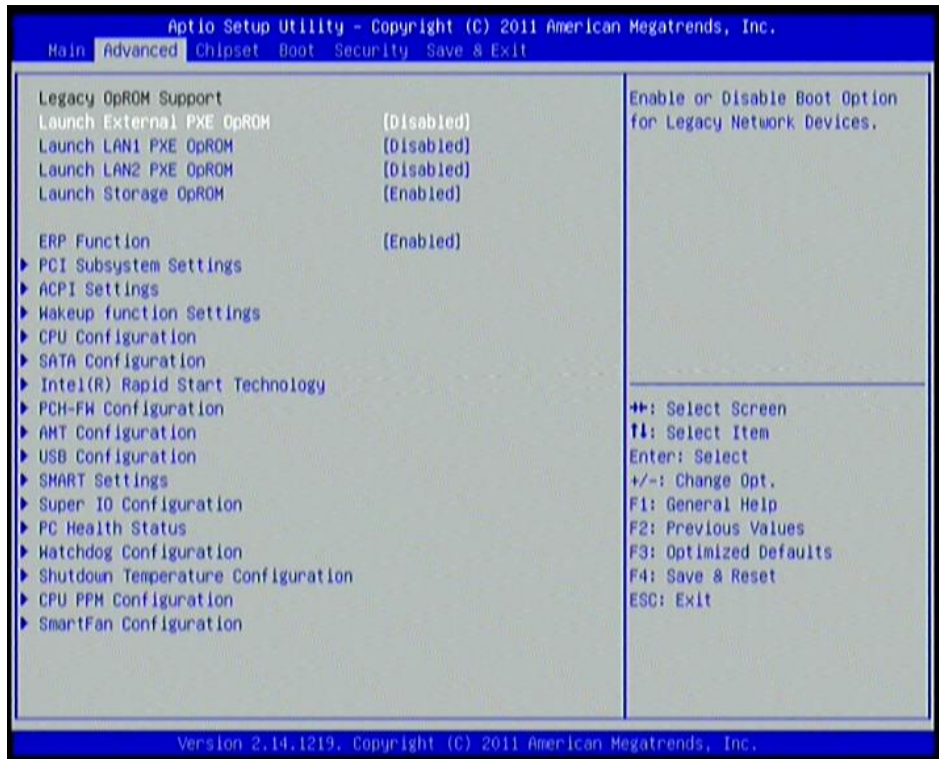 Aptio Setup Utility - Copyright (C) 2011 American Megatrends, Inc.
Main Advanced Chipset Boot Security Save & Exit
Legacy OpROM Support
Launch External PXE OpROM [Disabled]
Launch LAN1 PXE OpROM [Disabled]
Launch LAN2 PXE OpROM [Disabled]
Launch Storage OpROM [Enabled]
ERP Function [Enabled]
PCI Subsystem Settings
ACPI Settings
Wakeup function Settings
CPU Configuration
SATA Configuration
Intel(R) Rapid Start Technology
PCH-FW Configuration
AMT Configuration
USB Configuration
SMART Settings
Super IO Configuration
PC Health Status
Watchdog Configuration
Shutdown Temperature Configuration
CPU PPM Configuration
SmartFan Configuration
Enable or Disable Boot Option
for Legacy Network Devices.
→←: Select Screen
↑↓: Select Item
Enter: Select
+/-: Change Opt.
F1: General Help
F2: Previous Values
F3: Optimized Defaults
F4: Save & Reset
ESC: Exit
Version 2.14.1219. Copyright (C) 2011 American Megatrends, Inc.